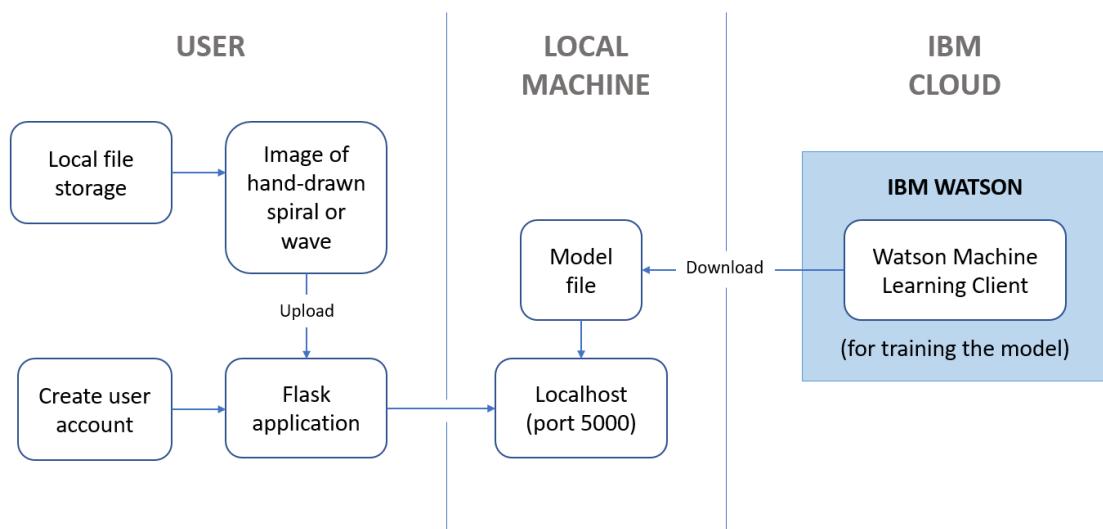 USER
LOCAL
MACHINE
IBM
CLOUD
Local file
storage
Image of
hand-drawn
spiral or
wave
IBM WATSON
Model
file
Download
Watson Machine
Learning Client
Upload
(for training the model)
Create user
account
Flask
application
Localhost
(port 5000)